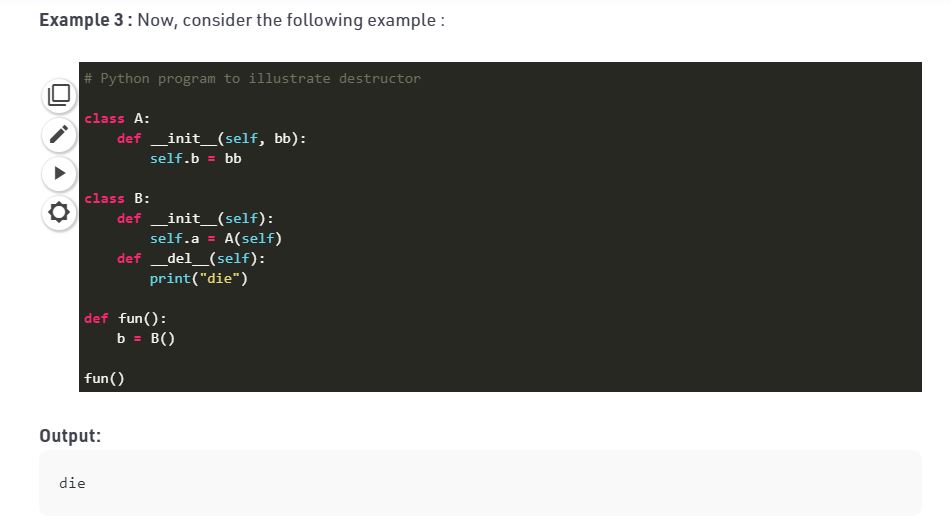 Example 3 : Now, consider the following example :
# Python program to illustrate destructor
class A:
    def __init__(self, bb):
        self.b = bb
class B:
    def __init__(self):
        self.a = A(self)
    def __del__(self):
        print("die")
def fun():
    b = B()
fun()
Output:
die